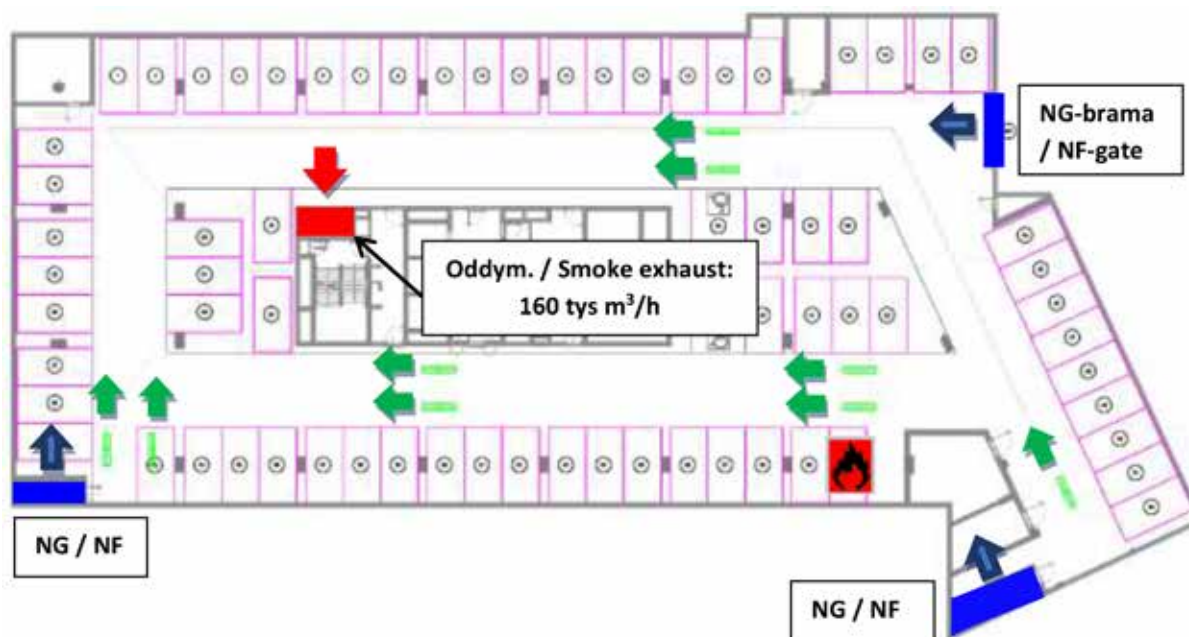 NG-brama
/ NF-gate
Oddym. / Smoke exhaust:
160 tys m³/h
NG / NF
NG / NF